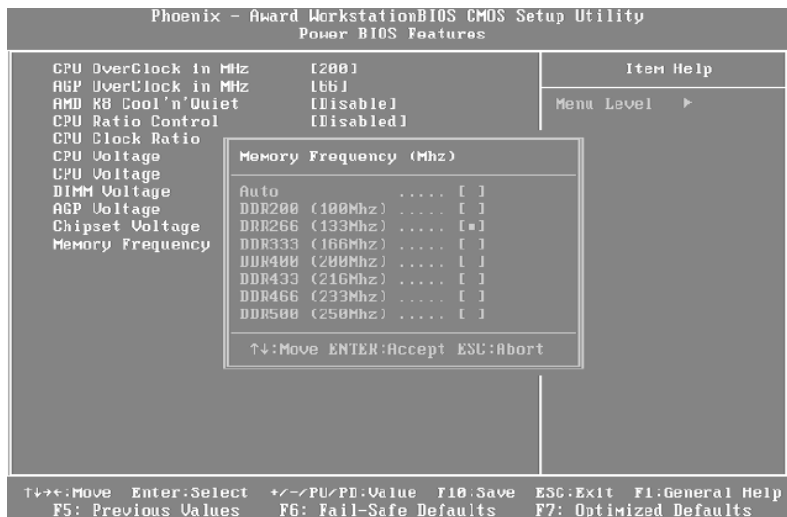 Phoenix - Award WorkstationBIOS CMOS Setup Utility
Power BIOS Features
CPU OverClock in MHz [200]
AGP OverClock in MHz [66]
AMD K8 Cool'n'Quiet [Disable]
CPU Ratio Control [Disabled]
CPU Clock Ratio
CPU Voltage
CPU Voltage
DIMM Voltage
AGP Voltage
Chipset Voltage
Memory Frequency
Memory Frequency (Mhz)
Auto ..... [ ]
DDR200 (100Mhz) ..... [ ]
DRR266 (133Mhz) ..... [▪]
DDR333 (166Mhz) ..... [ ]
DDR400 (200Mhz) ..... [ ]
DDR433 (216Mhz) ..... [ ]
DDR466 (233Mhz) ..... [ ]
DDR500 (250Mhz) ..... [ ]
↑↓:Move ENTER:Accept ESC:Abort
Item Help
Menu Level ►
↑↓→←:Move Enter:Select +/-/PU/PD:Value F10:Save ESC:Exit F1:General Help
F5: Previous Values F6: Fail-Safe Defaults F7: Optimized Defaults